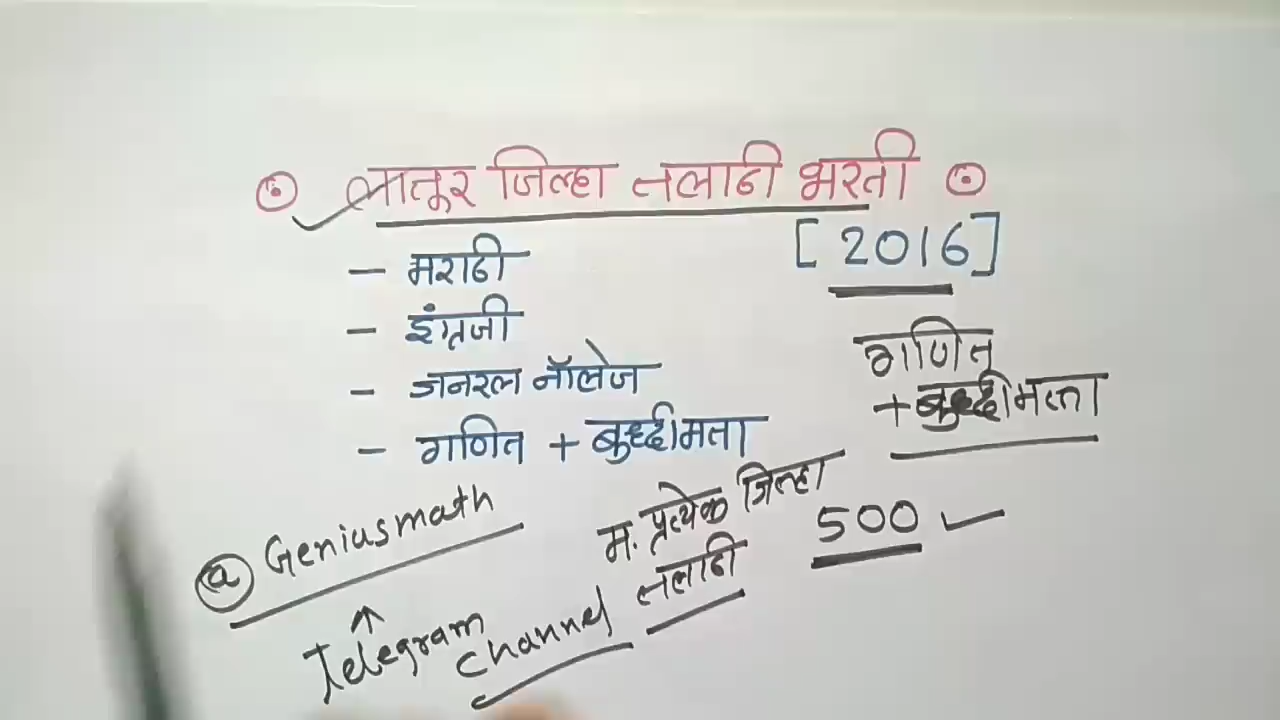 लातूर जिल्हा तलाठी भरती
[2016]
- मराठी
- इंग्रजी
- जनरल नॉलेज
- गणित + बुध्दीमता
गणित
+ बुध्दीमत्ता
@Geniusmath
Telegram
channel
म. प्रत्येक जिल्हा
तलाठी
500